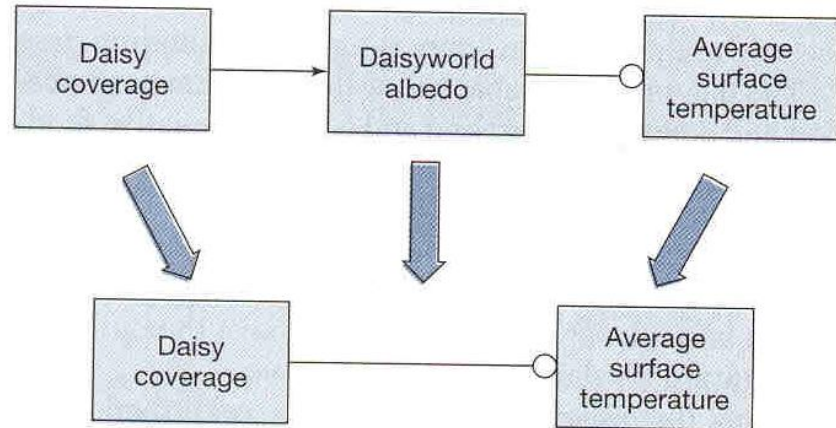 Daisy
coverage
Daisyworld
albedo
Average
surface
temperature
Daisy
coverage
Average
surface
temperature